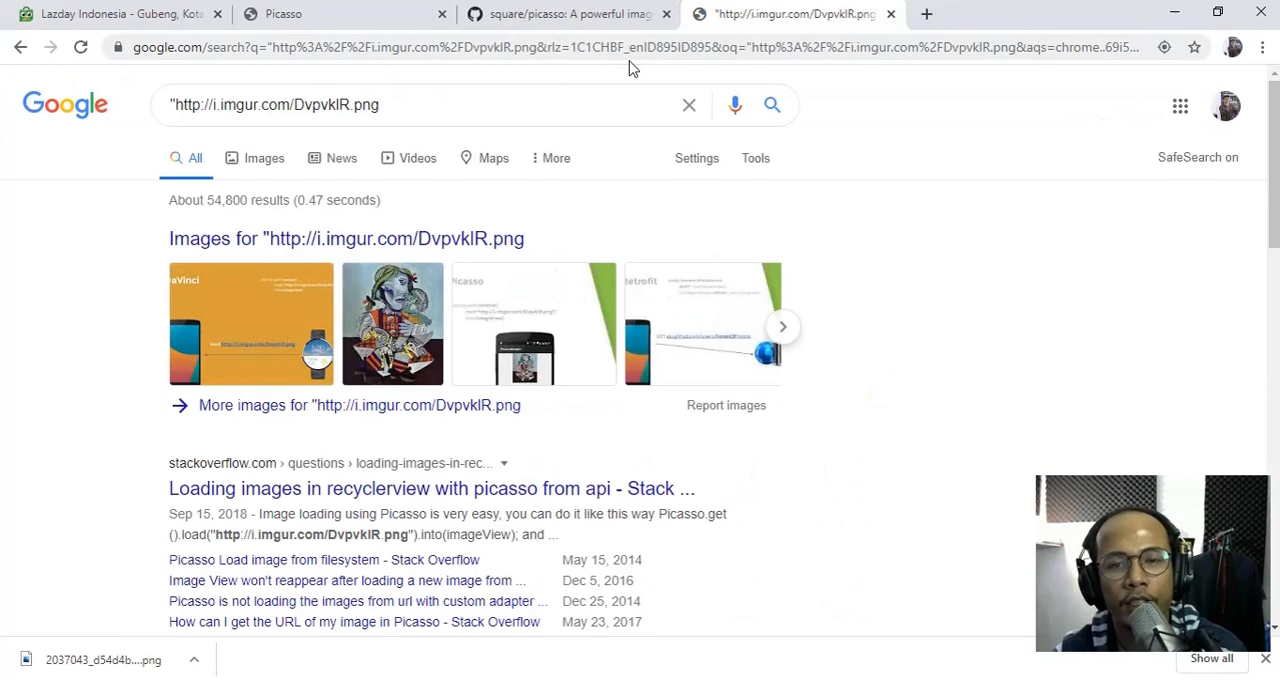 Lazday Indonesia - Gubeng, Kota
Picasso
square/picasso: A powerful imag
"http://i.imgur.com/DvpvklR.png
google.com/search?q="http%3A%2F%2Fi.imgur.com%2FDvpvklR.png&rlz=1C1CHBF_enID895ID895&oq="http%3A%2F%2Fi.imgur.com%2FDvpvklR.png&aqs=chrome..69i5...
Google
"http://i.imgur.com/DvpvklR.png
All
Images
News
Videos
Maps
More
Settings
Tools
SafeSearch on
About 54,800 results (0.47 seconds)
Images for "http://i.imgur.com/DvpvklR.png
DaVinci
Picasso
Retrofit
More images for "http://i.imgur.com/DvpvklR.png
Report images
stackoverflow.com › questions › loading-images-in-rec...
Loading images in recyclerview with picasso from api - Stack ...
Sep 15, 2018 - Image loading using Picasso is very easy, you can do it like this way Picasso.get
().load("http://i.imgur.com/DvpvklR.png").into(imageView); and ...
Picasso Load image from filesystem - Stack Overflow May 15, 2014
Image View won't reappear after loading a new image from ... Dec 5, 2016
Picasso is not loading the images from url with custom adapter ... Dec 25, 2014
How can I get the URL of my image in Picasso - Stack Overflow May 23, 2017
2037043_d54d4b....png
Show all